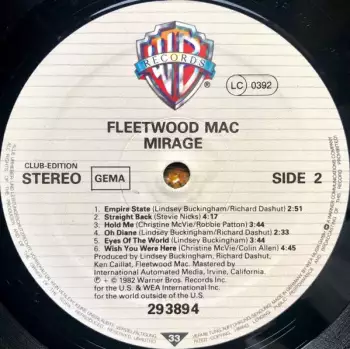 WB
RECORDS
LC 0392
FLEETWOOD MAC
MIRAGE
CLUB-EDITION
STEREO GEMA SIDE 2
1. Empire State (Lindsey Buckingham/Richard Dashut) 2:51
2. Straight Back (Stevie Nicks) 4:17
3. Hold Me (Christine McVie/Robbie Patton) 3:44
4. Oh Diane (Lindsey Buckingham/Richard Dashut) 2:33
5. Eyes Of The World (Lindsey Buckingham) 3:44
6. Wish You Were Here (Christine McVie/Colin Allen) 4:45
Produced by Lindsey Buckingham, Richard Dashut,
Ken Caillat, Fleetwood Mac. Mastered by
International Automated Media, Irvine, California.
℗ + © 1982 Warner Bros. Records Inc.
for the U.S. & WEA International Inc.
for the world outside of the U.S.
293894
33